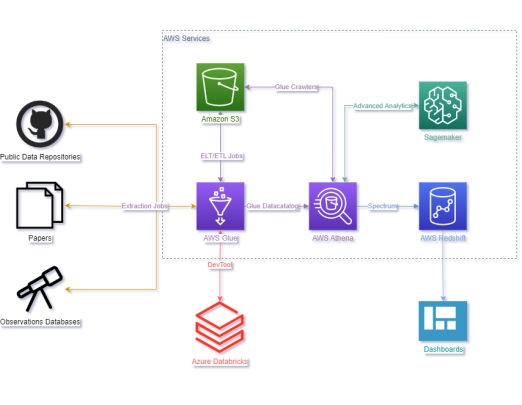 AWS Services
Glue Crawlers
Advanced Analytics
Amazon S3
Sagemaker
Public Data Repositories
ELT/ETL Jobs
Extraction Jobs
Glue Datacatalog
Spectrum
Papers
AWS Glue
AWS Athena
AWS Redshift
DevTool
Observations Databases
Azure Databricks
Dashboards